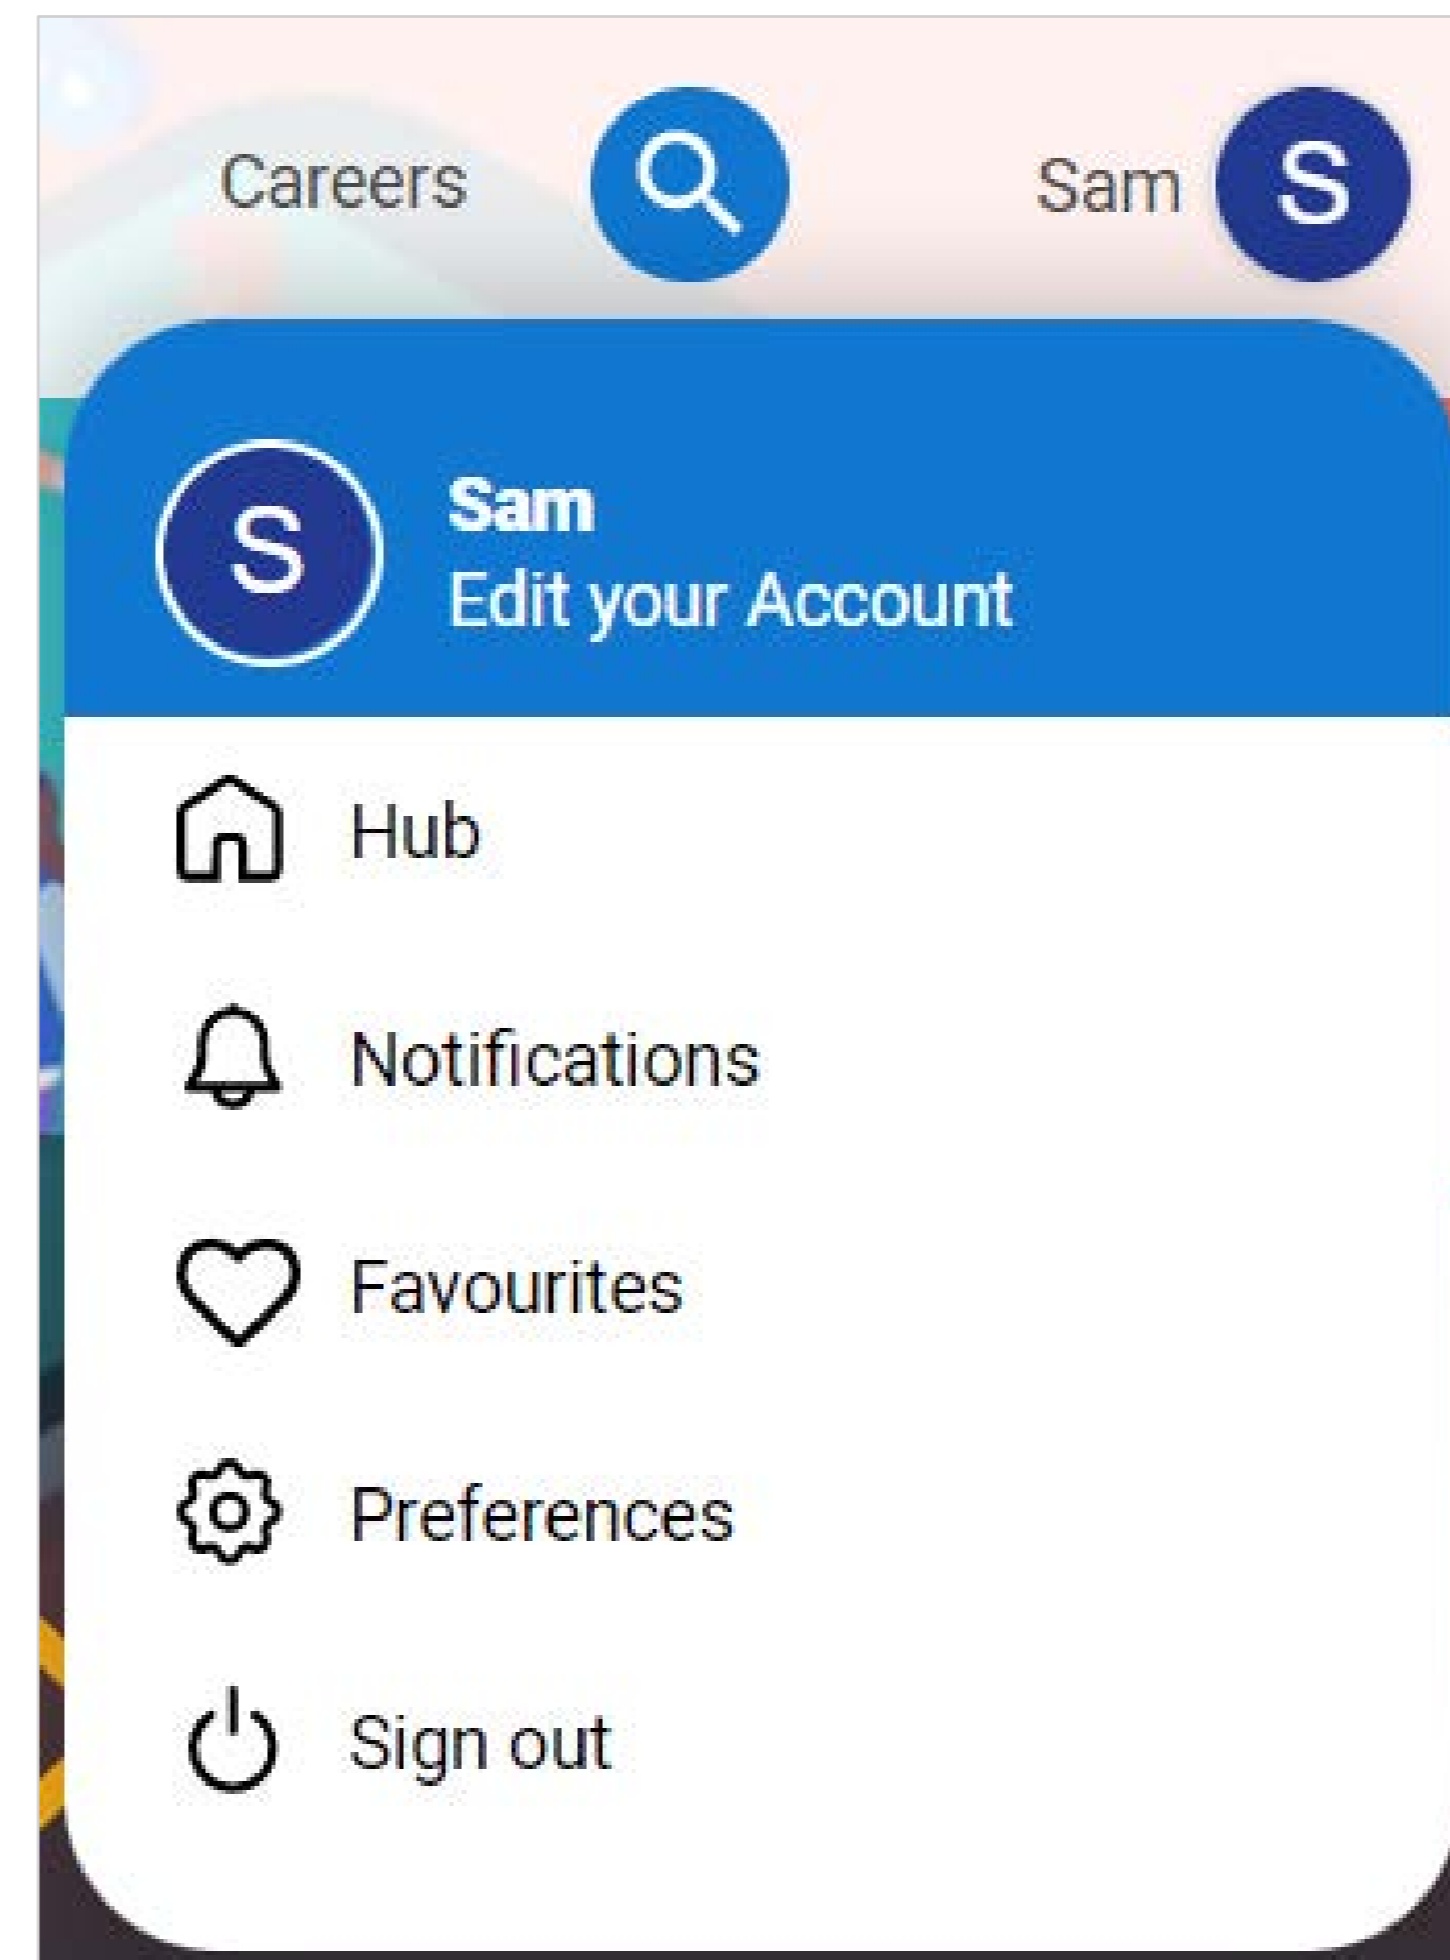 Careers
Sam S
S
Sam
Edit your Account
Hub
Notifications
Favourites
Preferences
Sign out